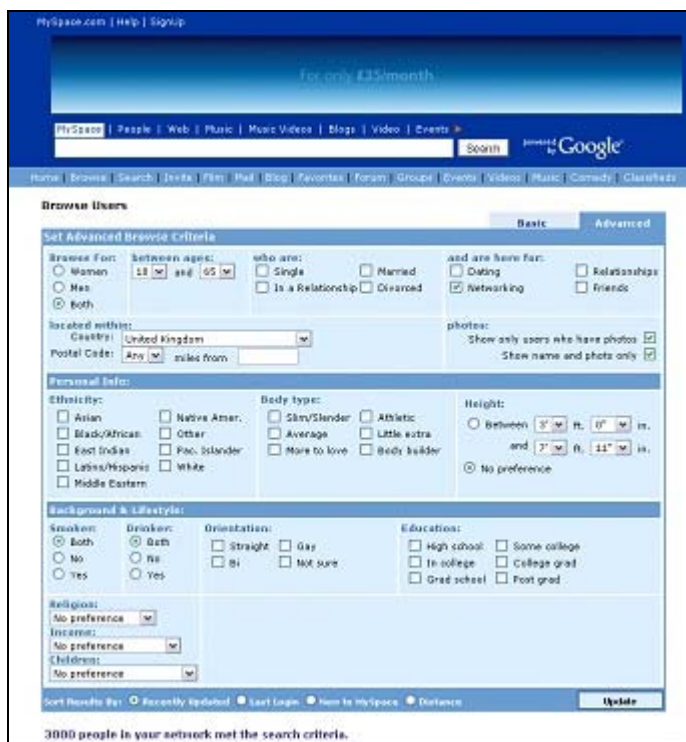 MySpace.com | Help | SignUp
For only £35/month
MySpace | People | Web | Music | Music Videos | Blogs | Video | Events
Search powered by Google
Home | Browse | Search | Invite | Film | Mail | Blog | Favorites | Forum | Groups | Events | Videos | Music | Comedy | Classifieds
Browse Users
Basic Advanced
Set Advanced Browse Criteria
Browse For: between ages: who are: and are here for:
Women 18 and 65 Single Married Dating Relationships
Men In a Relationship Divorced Networking Friends
Both
located within: photos:
Country: United Kingdom Show only users who have photos
Postal Code: Any miles from Show name and photo only
Personal Info:
Ethnicity: Body type: Height:
Asian Native Amer. Slim/Slender Athletic Between 3' ft. 0" in.
Black/African Other Average Little extra and 7' ft. 11" in.
East Indian Pac. Islander More to love Body builder No preference
Latino/Hispanic White
Middle Eastern
Background & Lifestyle:
Smoker: Drinker: Orientation: Education:
Both Both Straight Gay High school Some college
No No Bi Not sure In college College grad
Yes Yes Grad school Post grad
Religion:
No preference
Income:
No preference
Children:
No preference
Sort Results By: Recently Updated Last Login New to MySpace Distance Update
3000 people in your network met the search criteria.